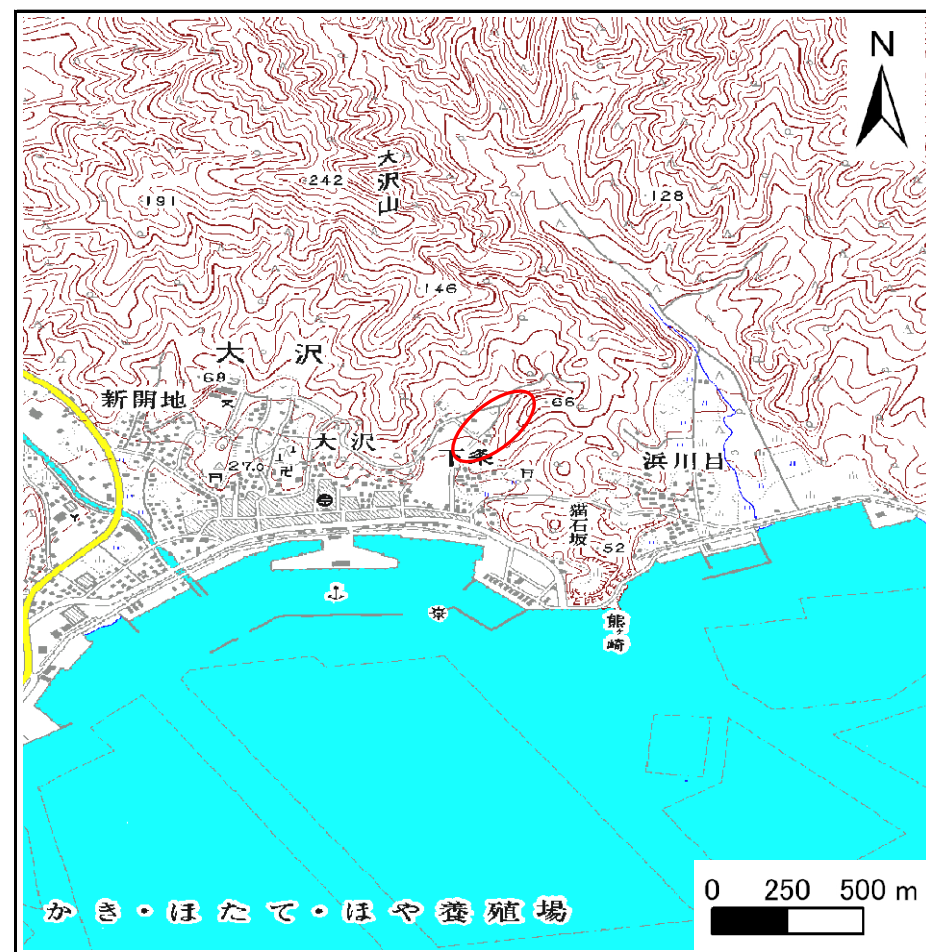 N
大沢山
242
191
128
146
大沢
68
新開地
66
大沢
下条
27.0
浜川目
猫石坂
52
熊ヶ崎
0 250 500 m
かき・ほたて・ほや養殖場